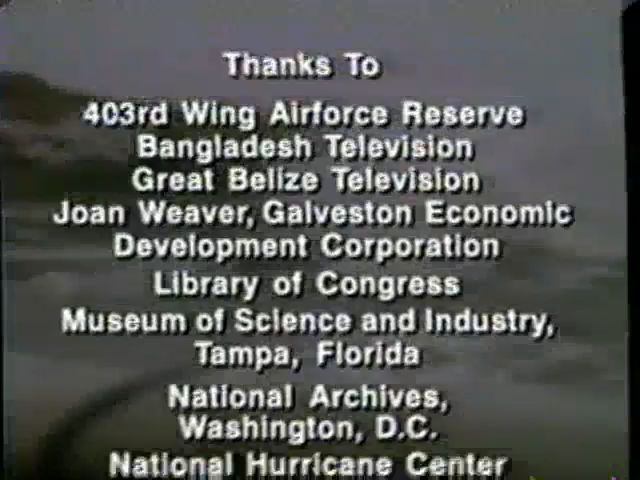 Thanks To
403rd Wing Airforce Reserve
Bangladesh Television
Great Belize Television
Joan Weaver, Galveston Economic
Development Corporation
Library of Congress
Museum of Science and Industry,
Tampa, Florida
National Archives,
Washington, D.C.
National Hurricane Center